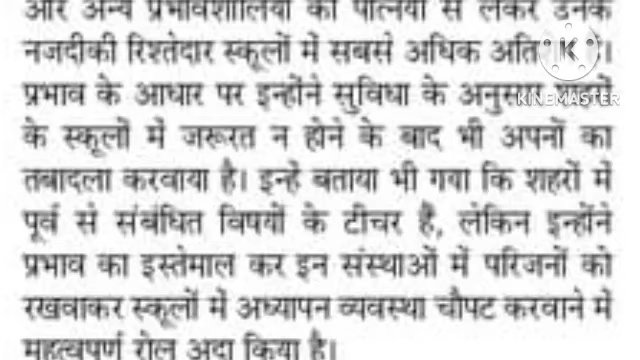 और अन्य प्रभावशालियों की पत्नियों से लेकर उनके
नजदीकी रिश्तेदार स्कूलों में सबसे अधिक
प्रभाव के आधार पर इन्होंने सुविधा के
के स्कूलों में जरूरत न होने के बाद भी अपनों का
तबादला करवाया है। इन्हें बताया भी गया कि शहरों में
पूर्व से संबंधित विषयों के टीचर हैं, लेकिन इन्होंने
प्रभाव का इस्तेमाल कर इन संस्थाओं में परिजनों को
रखवाकर स्कूलों में अध्यापन व्यवस्था चौपट करवाने में
महत्वपूर्ण रोल अदा किया है।
K
KINEMASTER